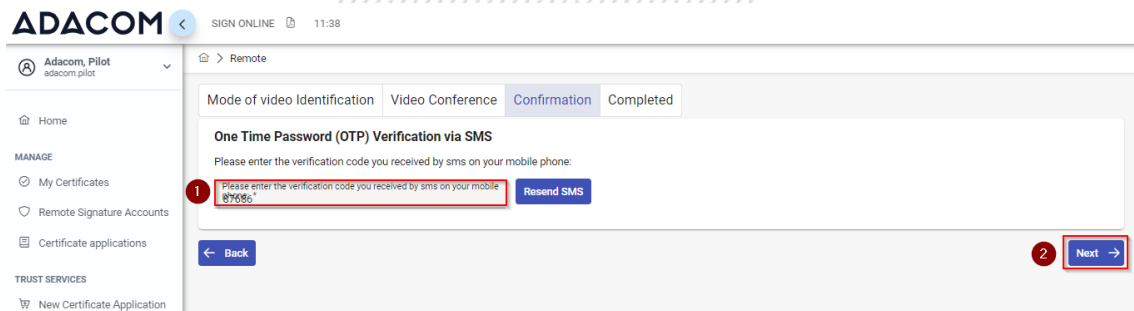 ADACOM
SIGN ONLINE 11:38
Adacom, Pilot
adacom.pilot
Home
MANAGE
My Certificates
Remote Signature Accounts
Certificate applications
TRUST SERVICES
New Certificate Application
> Remote
Mode of video Identification Video Conference Confirmation Completed
One Time Password (OTP) Verification via SMS
Please enter the verification code you received by sms on your mobile phone:
1
Please enter the verification code you received by sms on your mobile
phone: *
87686
Resend SMS
← Back
2
Next →